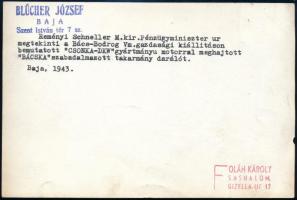 BLÜCHER JÓZSEF
BAJA
Szent István tér 7 sz.
Reményi Schneller M.kir.Pénzügyminiszter ur
megtekinti a Bács-Bodrog Vm.gazdasági kiállitáson
bemutatott "CSONKA-DKW"gyártmányu motorral meghajtott
"BÁCSKA"szabadalmazott takarmány darálót.
Baja, 1943.
F OLÁH KÁROLY
SASHALOM,
GIZELLA-UT 17